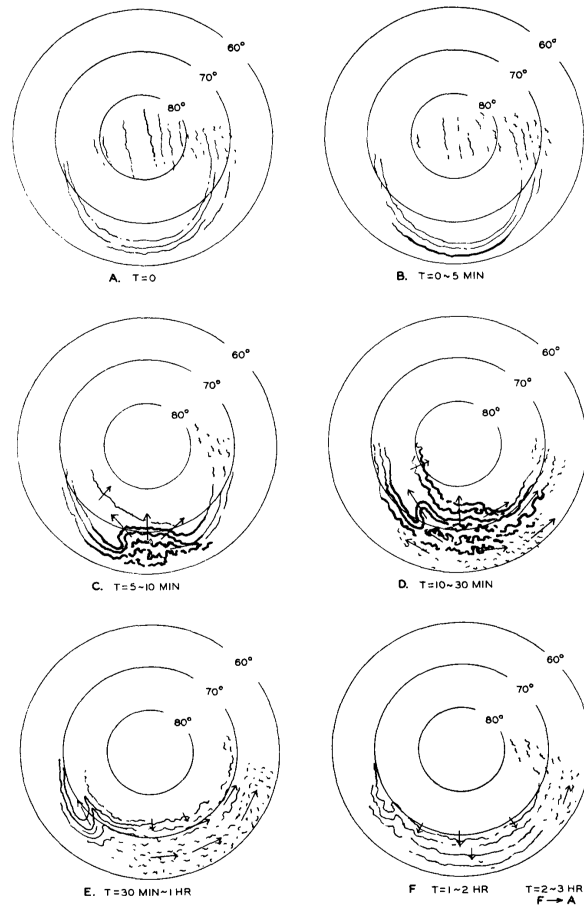 60°
70°
80°
A. T=0
60°
70°
80°
B. T=0~5 MIN
60°
70°
80°
C. T=5~10 MIN
60°
70°
80°
D. T=10~30 MIN
60°
70°
80°
E. T=30 MIN~1 HR
60°
70°
80°
F T=1~2 HR
T=2~3 HR
F→A